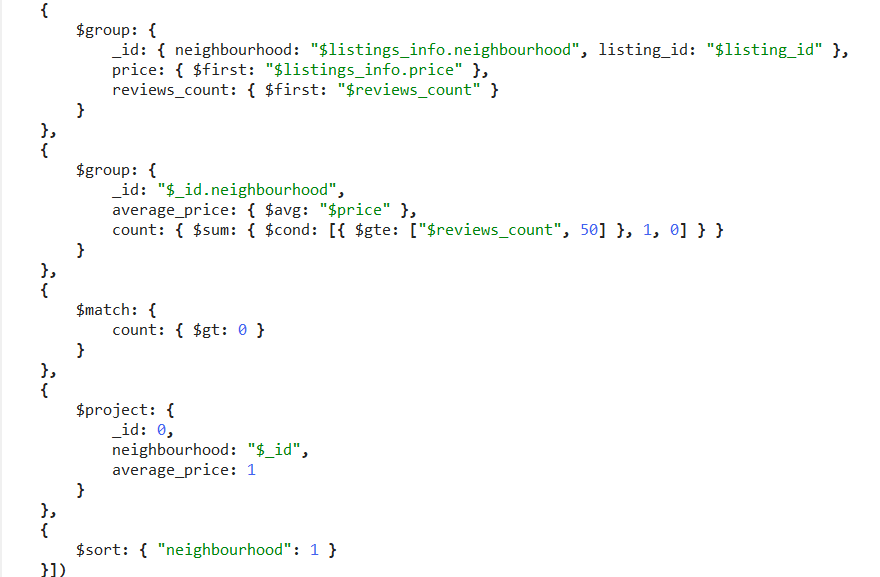 {
$group: {
_id: { neighbourhood: "$listings_info.neighbourhood", listing_id: "$listing_id" },
price: { $first: "$listings_info.price" },
reviews_count: { $first: "$reviews_count" }
}
},
{
$group: {
_id: "$_id.neighbourhood",
average_price: { $avg: "$price" },
count: { $sum: { $cond: [{ $gte: ["$reviews_count", 50] }, 1, 0] } }
}
},
{
$match: {
count: { $gt: 0 }
}
},
{
$project: {
_id: 0,
neighbourhood: "$_id",
average_price: 1
}
},
{
$sort: { "neighbourhood": 1 }
}])